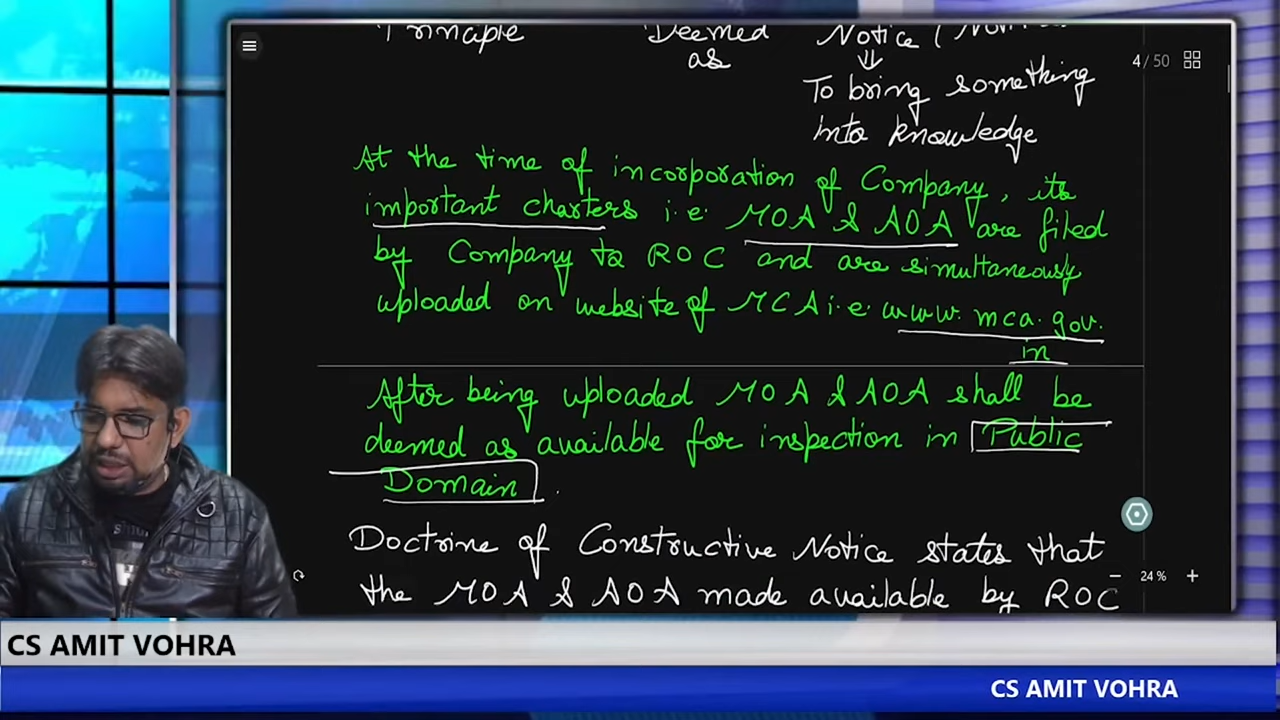 Principle Deemed Notice (
as
4 / 50
To bring something
into knowledge
At the time of incorporation of Company, its
important charters i.e. MOA & AOA are filed
by Company to ROC and are simultaneously
uploaded on website of MCA i.e. www.mca.gov.
in
After being uploaded MOA & AOA shall be
deemed as available for inspection in Public
Domain.
Doctrine of Constructive Notice states that
the MOA & AOA made available by ROC
24 %
CS AMIT VOHRA
CS AMIT VOHRA